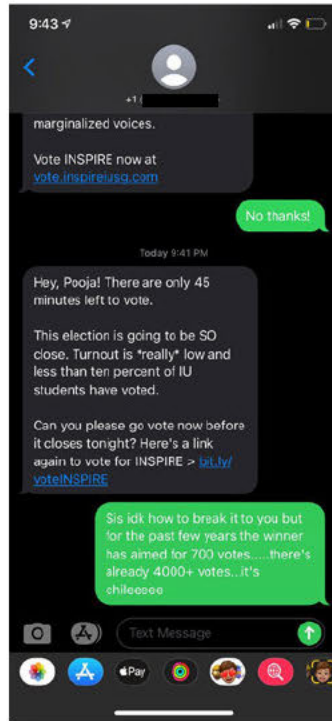 9:43
+1 (
marginalized voices.
Vote INSPIRE now at
vote.inspireiusg.com
No thanks!
Today 9:41 PM
Hey, Pooja! There are only 45
minutes left to vote.
This election is going to be SO
close. Turnout is *really* low and
less than ten percent of IU
students have voted.
Can you please go vote now before
it closes tonight? Here's a link
again to vote for INSPIRE > bit.ly/
voteINSPIRE
Sis idk how to break it to you but
for the past few years the winner
has aimed for 700 votes.....there's
already 4000+ votes...it's
chileeeee
Text Message
Pay